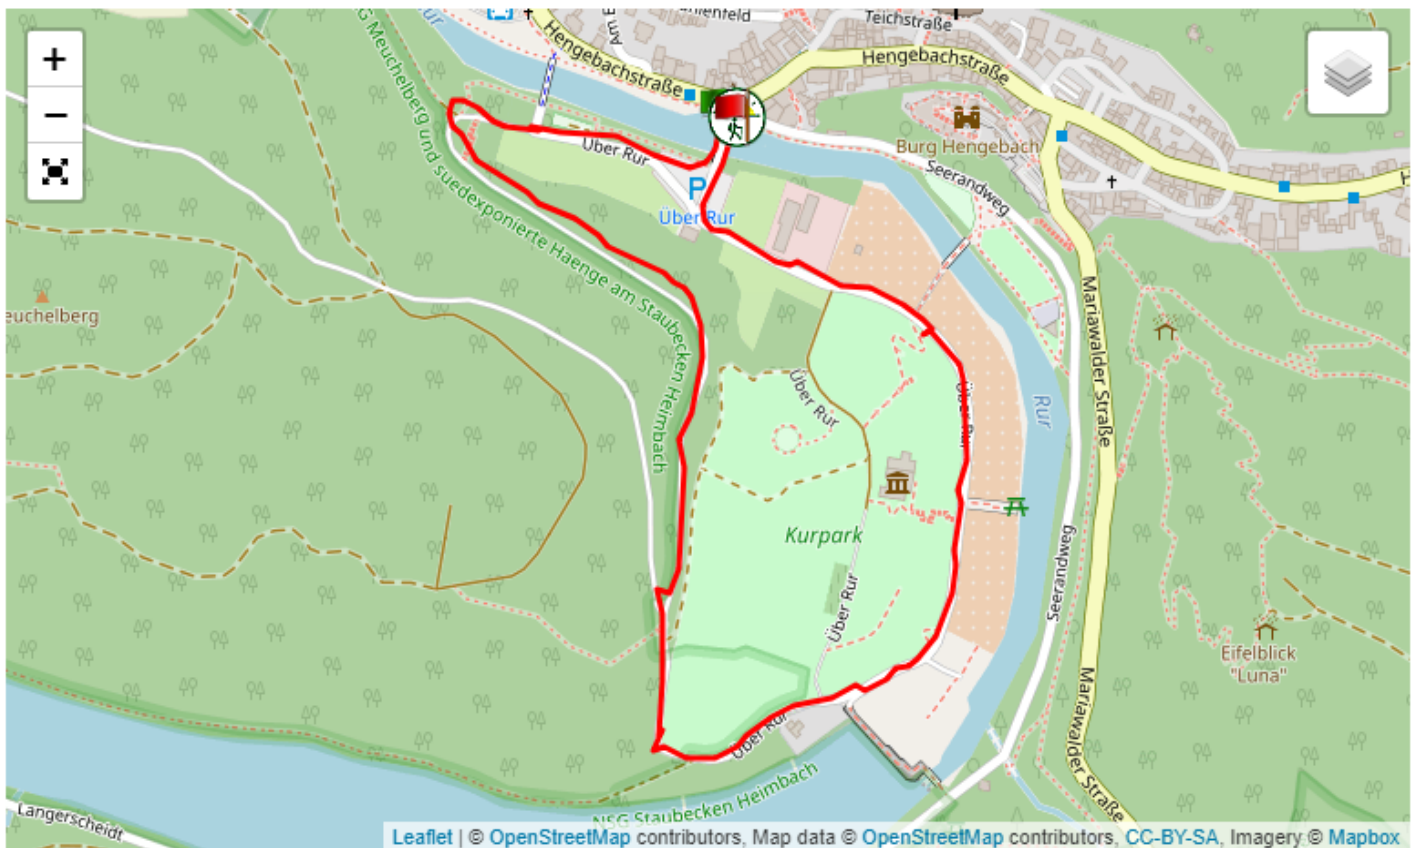 +
−
Rur
Teichstraße
Hengebachstraße
Hengebachstraße
Burg Hengebach
Seerandweg
Über Rur
P
Über Rur
NSG Meuchelberg und suedexponierte Haenge am Staubecken Heimbach
Mariawalder Straße
Über Rur
Über Rur
Rur
Kurpark
Über Rur
Seerandweg
Eifelblick
"Luna"
Mariawalder Straße
Über Rur
NSG Staubecken Heimbach
Langerscheidt
Leaflet | © OpenStreetMap contributors, Map data © OpenStreetMap contributors, CC-BY-SA, Imagery © Mapbox